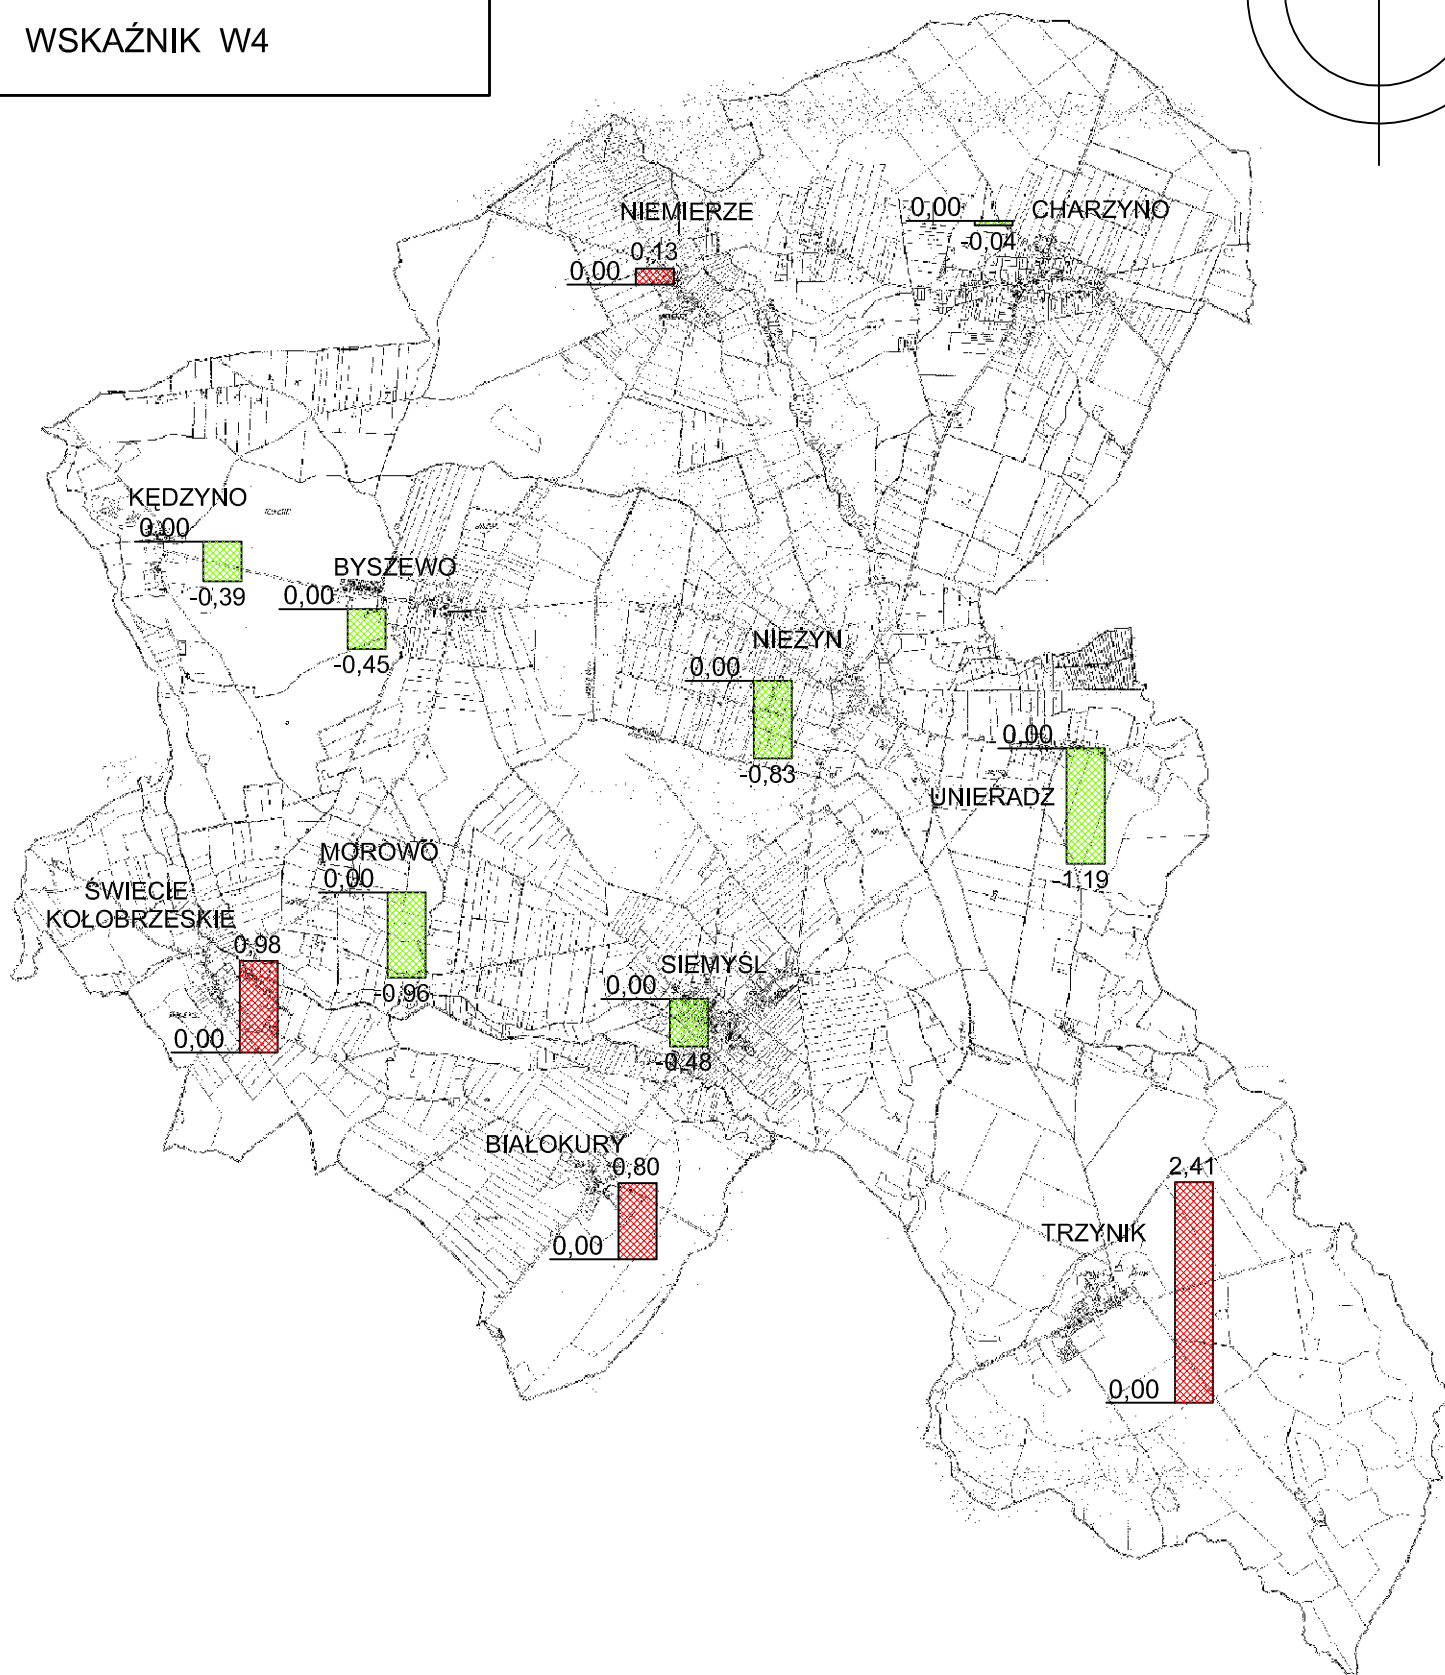 WSKAŹNIK W4
NIEMIERZE
0,13
0,00
0,00
CHARZYNO
-0,04
KĘDZYNO
0,00
-0,39
BYSZEWO
0,00
-0,45
NIEŻYN
0,00
-0,83
0,00
UNIERADZ
-1,19
MOROWO
0,00
-0,96
ŚWIECIE
KOŁOBRZESKIE
0,98
0,00
SIEMYŚL
0,00
-0,48
BIAŁOKURY
0,80
0,00
2,41
TRZYNIK
0,00